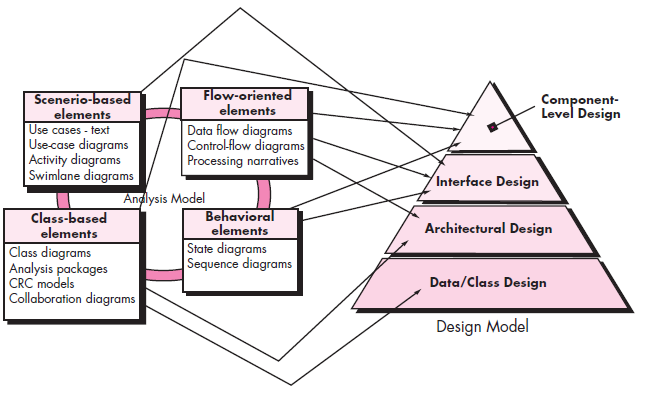 Scenerio-based
elements
Use cases - text
Use-case diagrams
Activity diagrams
Swimlane diagrams
Flow-oriented
elements
Data flow diagrams
Control-flow diagrams
Processing narratives
Analysis Model
Class-based
elements
Class diagrams
Analysis packages
CRC models
Collaboration diagrams
Behavioral
elements
State diagrams
Sequence diagrams
Component-
Level Design
Interface Design
Architectural Design
Data/Class Design
Design Model